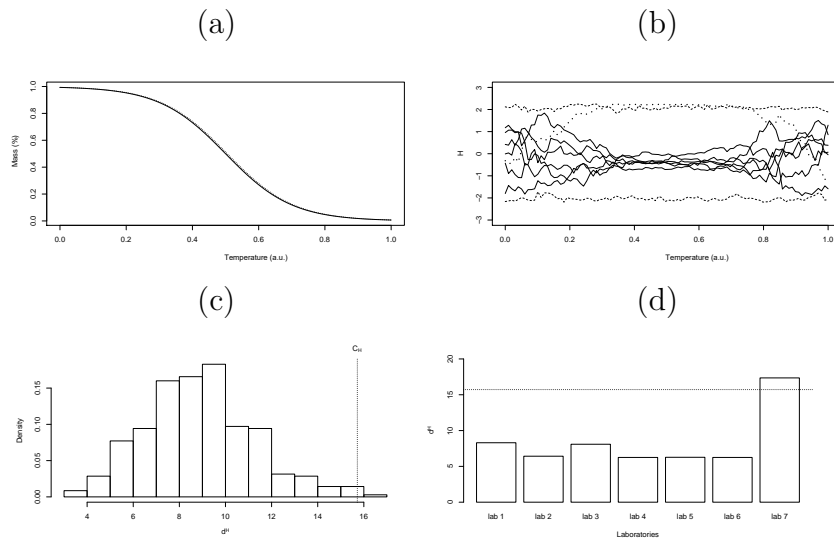 (a)
Mass (%)
0.0 0.2 0.4 0.6 0.8 1.0
0.0 0.2 0.4 0.6 0.8 1.0
Temperature (a.u.)
(b)
H
−3 −2 −1 0 1 2 3
0.0 0.2 0.4 0.6 0.8 1.0
Temperature (a.u.)
(c)
C_H
Density
0.00 0.05 0.10 0.15
4 6 8 10 12 14 16
d^H
(d)
d^H
0 5 10 15 20
lab 1 lab 2 lab 3 lab 4 lab 5 lab 6 lab 7
Laboratories